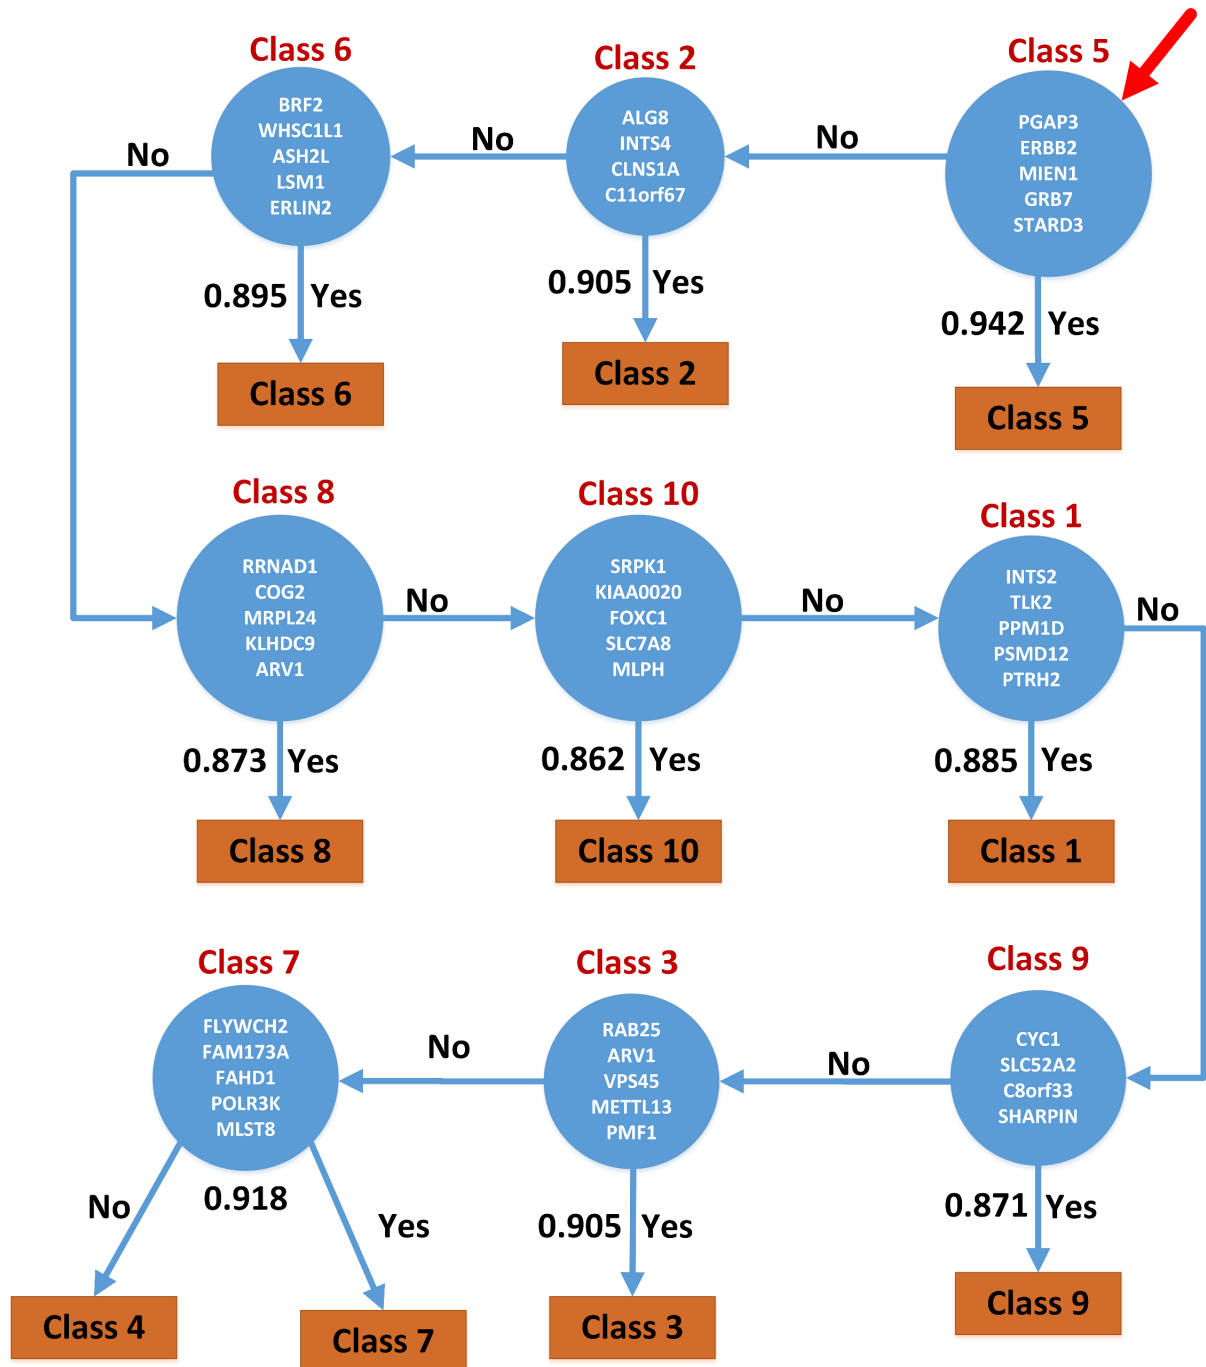 Class 6
BRF2
WHSC1L1
ASH2L
LSM1
ERLIN2
No
0.895 Yes
Class 6
Class 2
ALG8
INTS4
CLNS1A
C11orf67
No
0.905 Yes
Class 2
Class 5
PGAP3
ERBB2
MIEN1
GRB7
STARD3
No
0.942 Yes
Class 5
Class 8
RRNAD1
COG2
MRPL24
KLHDC9
ARV1
No
0.873 Yes
Class 8
Class 10
SRPK1
KIAA0020
FOXC1
SLC7A8
MLPH
No
0.862 Yes
Class 10
Class 1
INTS2
TLK2
PPM1D
PSMD12
PTRH2
No
0.885 Yes
Class 1
Class 7
FLYWCH2
FAM173A
FAHD1
POLR3K
MLST8
No
0.918
Yes
Class 4
Class 7
Class 3
RAB25
ARV1
VPS45
METTL13
PMF1
No
0.905 Yes
Class 3
Class 9
CYC1
SLC52A2
C8orf33
SHARPIN
No
0.871 Yes
Class 9